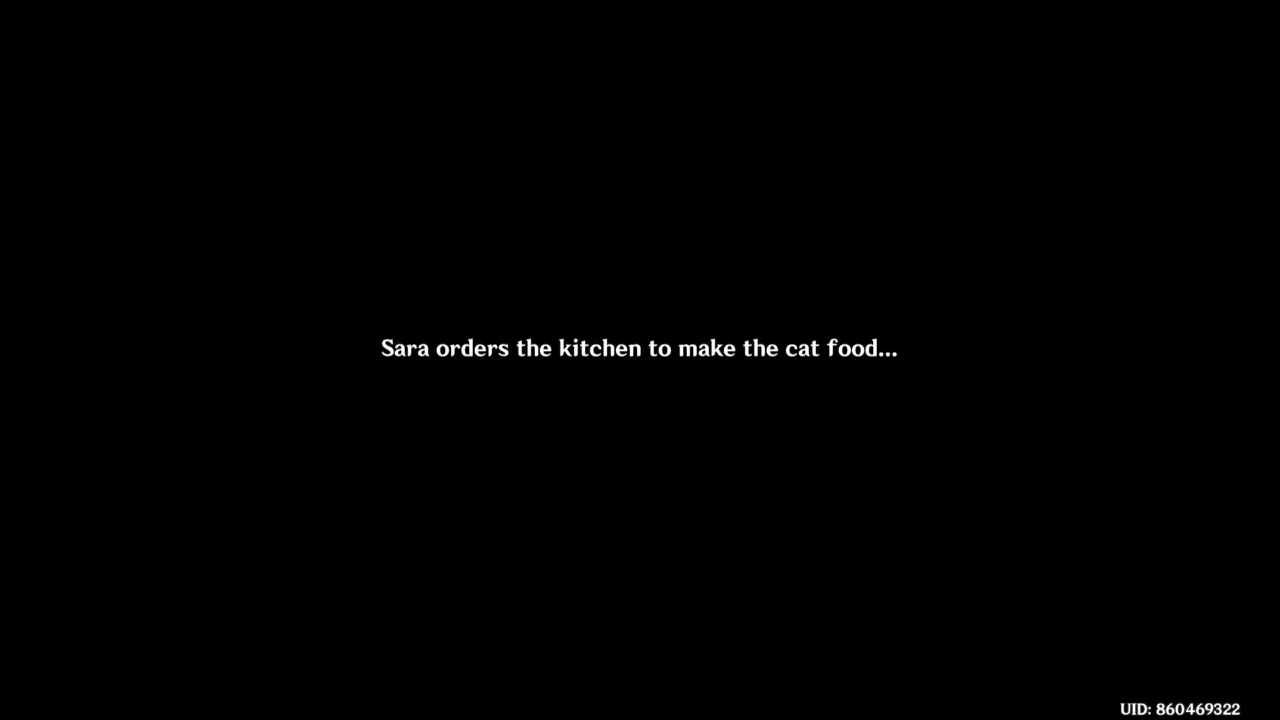 Sara orders the kitchen to make the cat food...
UID: 860469322